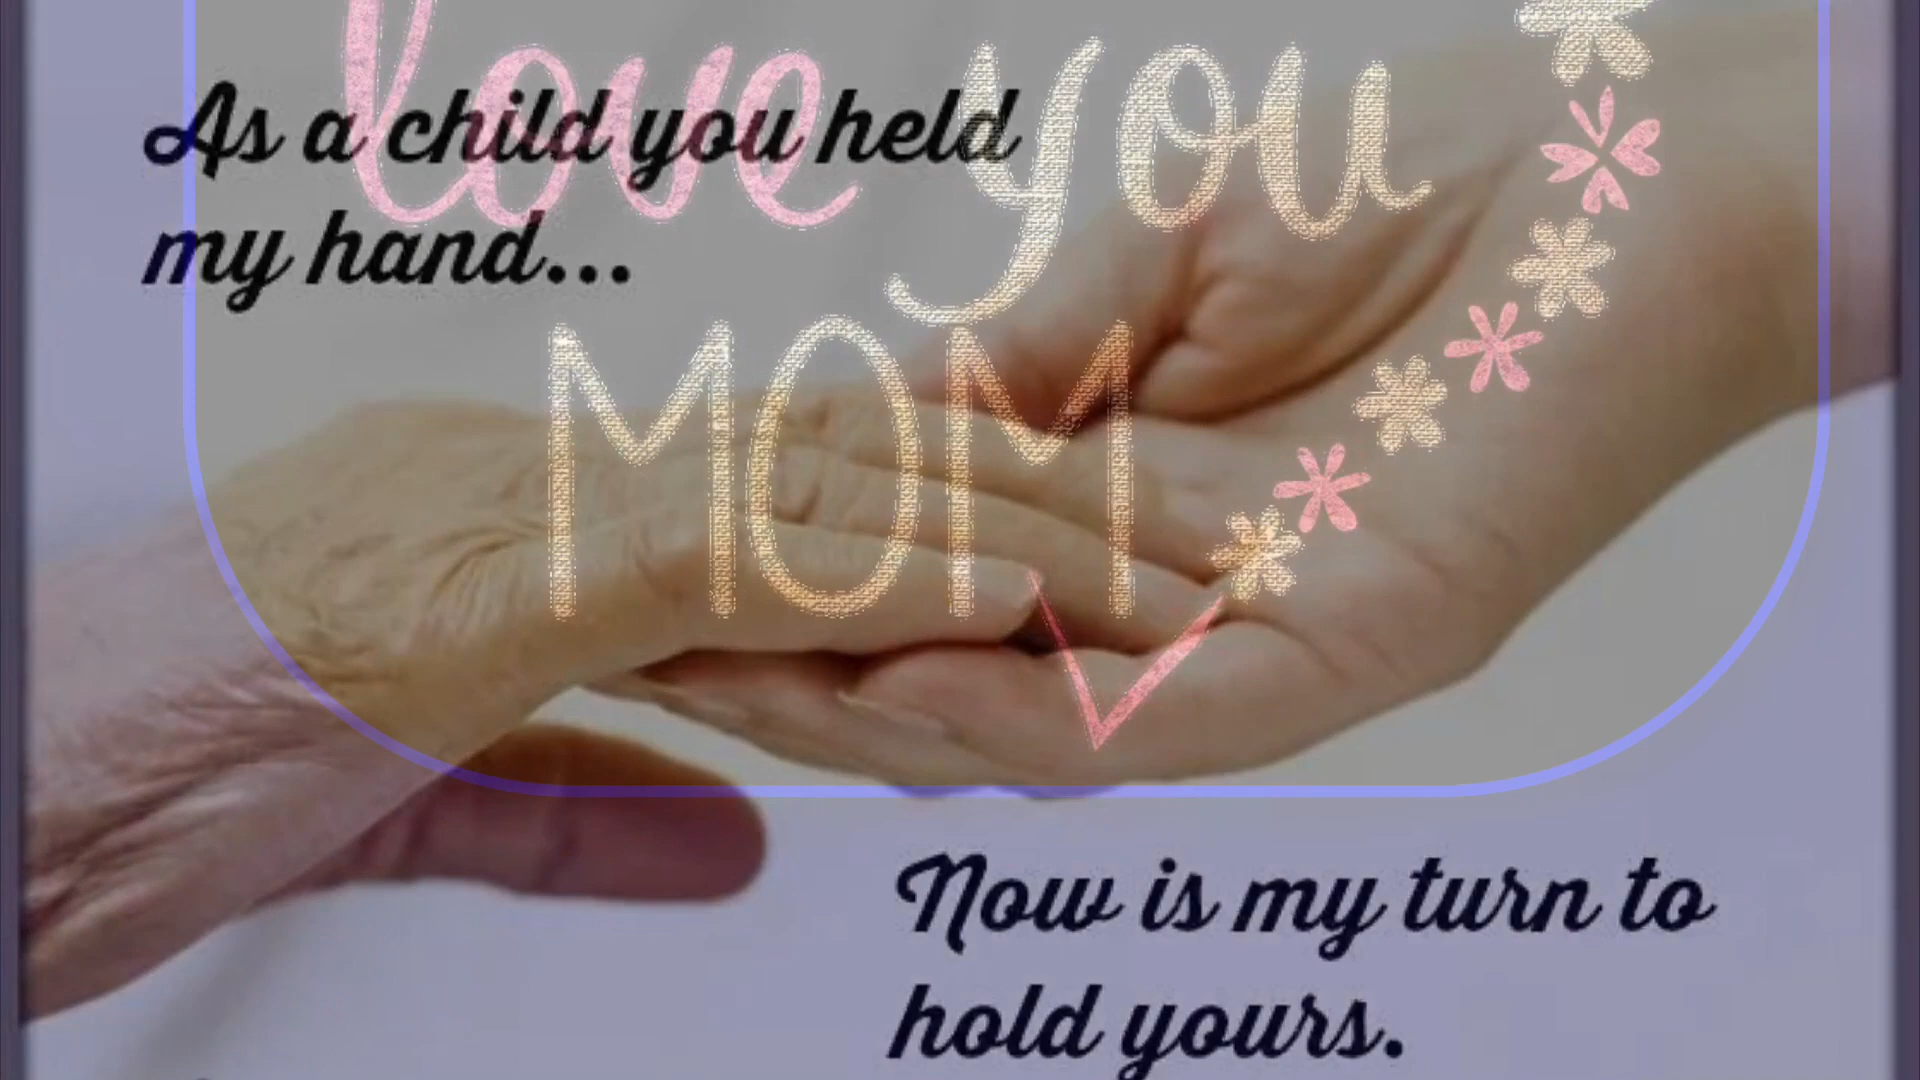 love you
As a child you held
my hand...
MOM
Now is my turn to
hold yours.